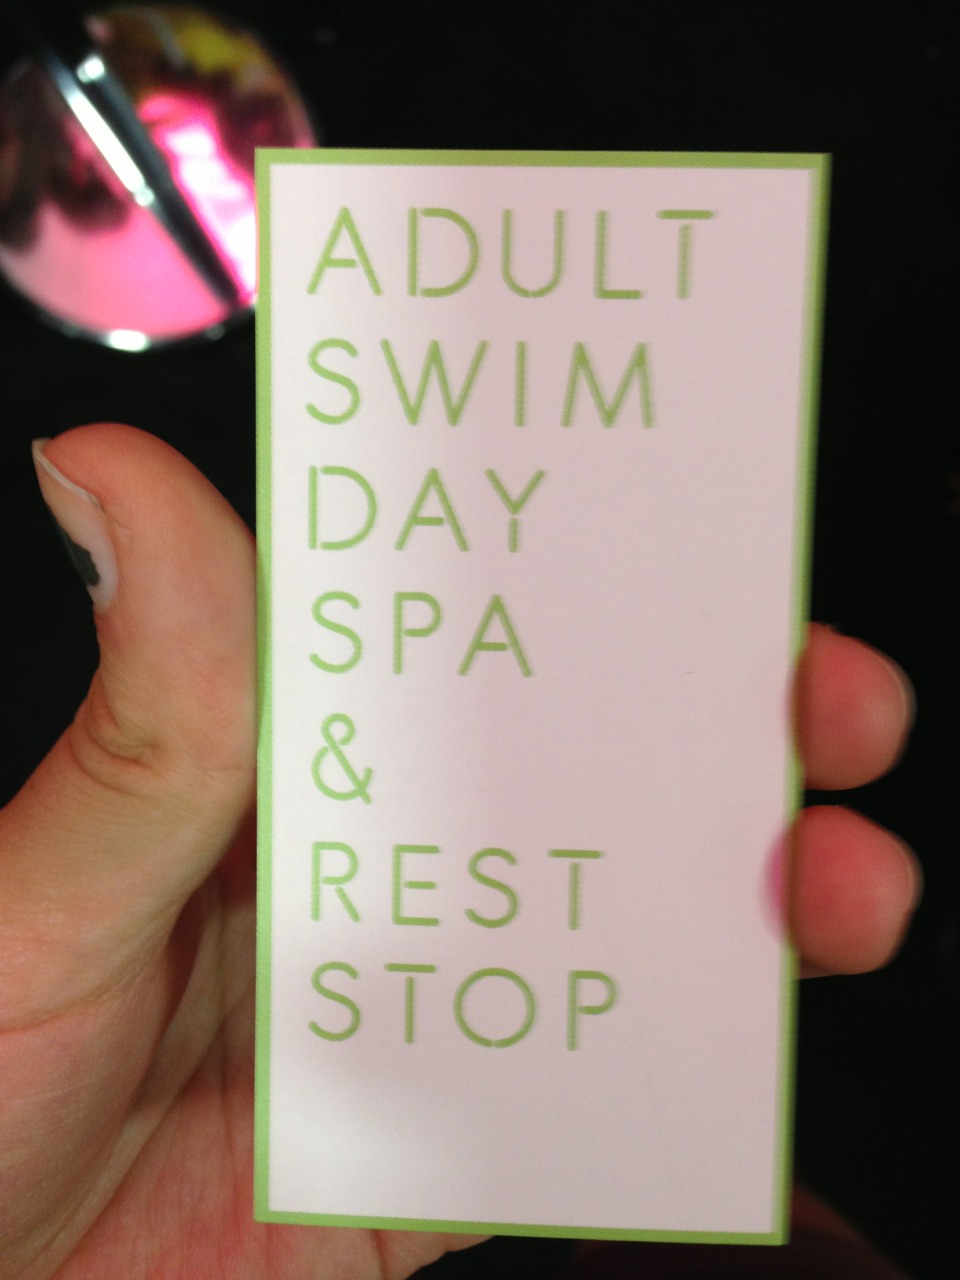 ADULT
SWIM
DAY
SPA
&
REST
STOP